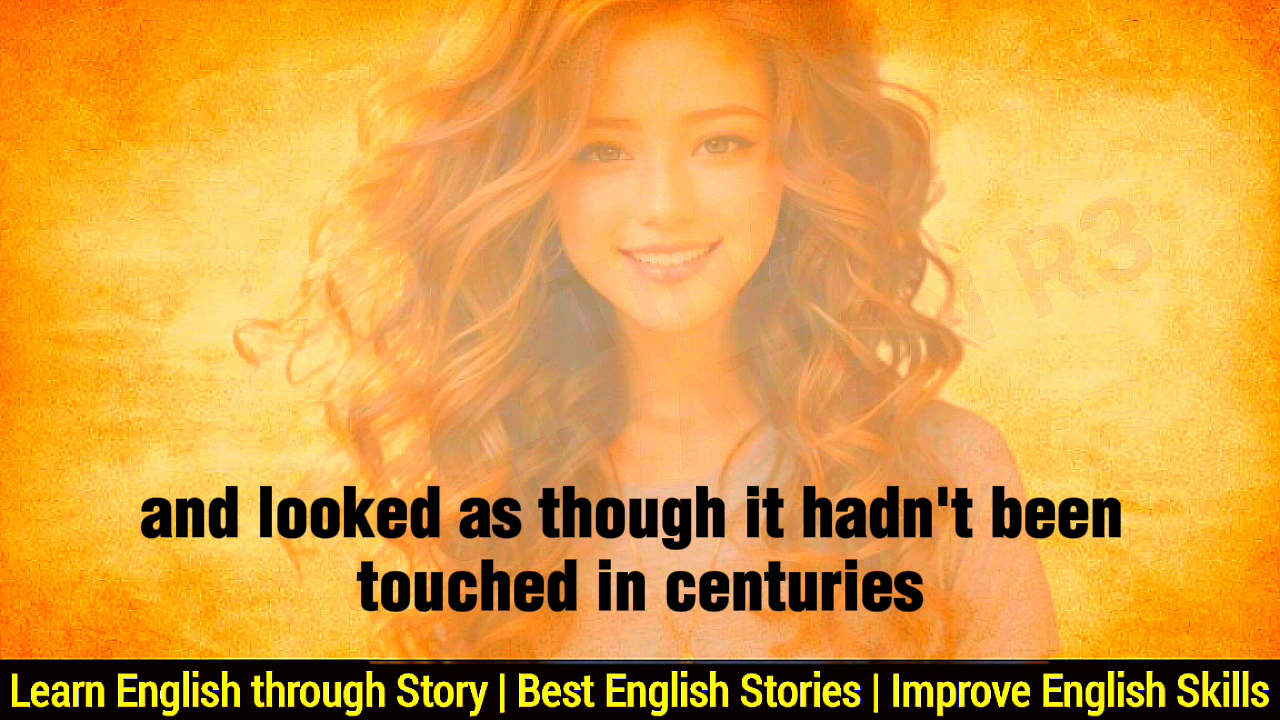 and looked as though it hadn't been
touched in centuries
Learn English through Story | Best English Stories | Improve English Skills